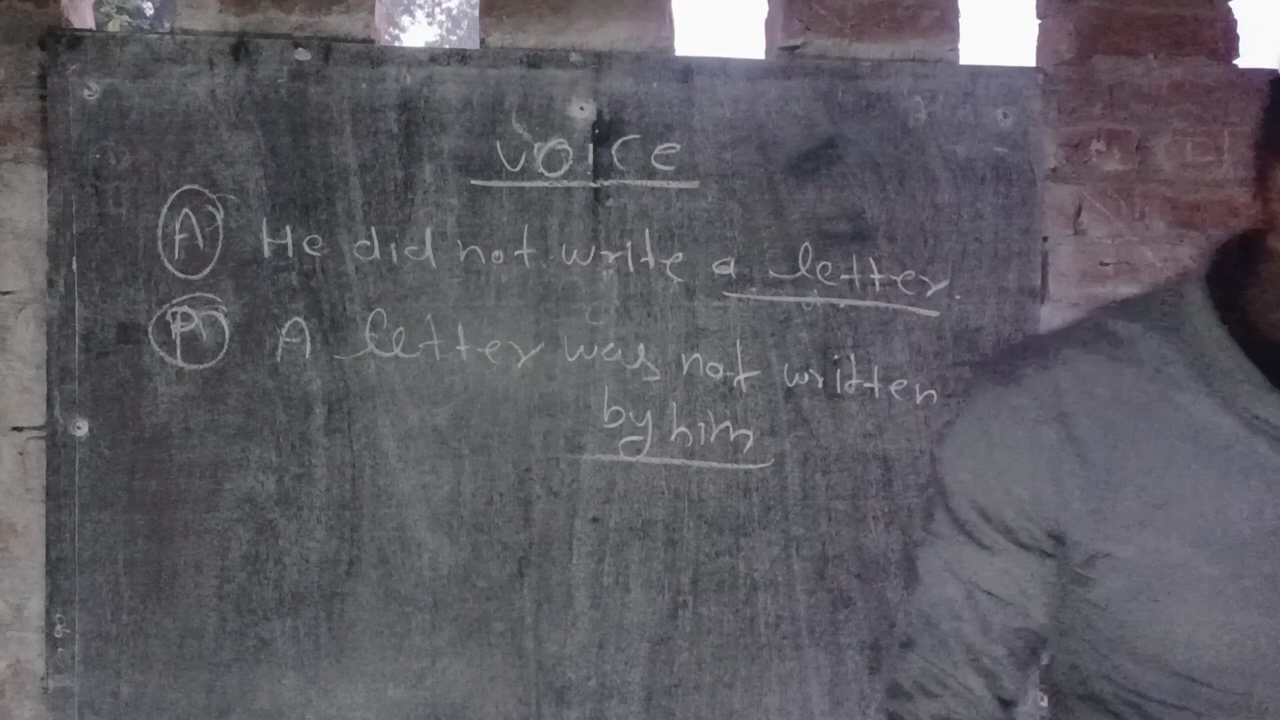 voice
A He did not write a letter.
P A letter was not written
by him